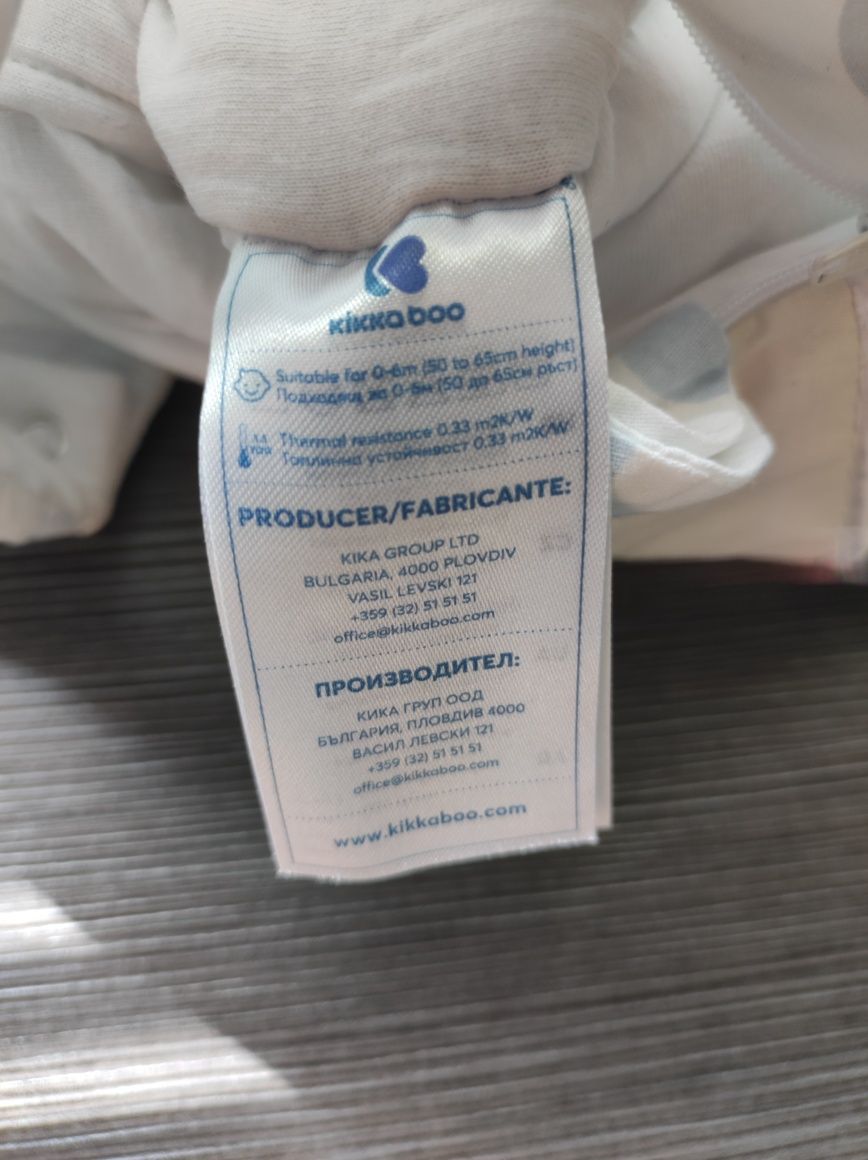 kikkaboo
Suitable for 0-6m (50 to 65cm height)
Подходящ за 0-6м (50 до 65см ръст)
Thermal resistance 0.33 m2K/W
Топлинна устойчивост 0.33 m2K/W
PRODUCER/FABRICANTE:
KIKA GROUP LTD
BULGARIA, 4000 PLOVDIV
VASIL LEVSKI 121
+359 (32) 51 51 51
office@kikkaboo.com
ПРОИЗВОДИТЕЛ:
КИКА ГРУП ООД
БЪЛГАРИЯ, ПЛОВДИВ 4000
ВАСИЛ ЛЕВСКИ 121
+359 (32) 51 51 51
office@kikkaboo.com
www.kikkaboo.com